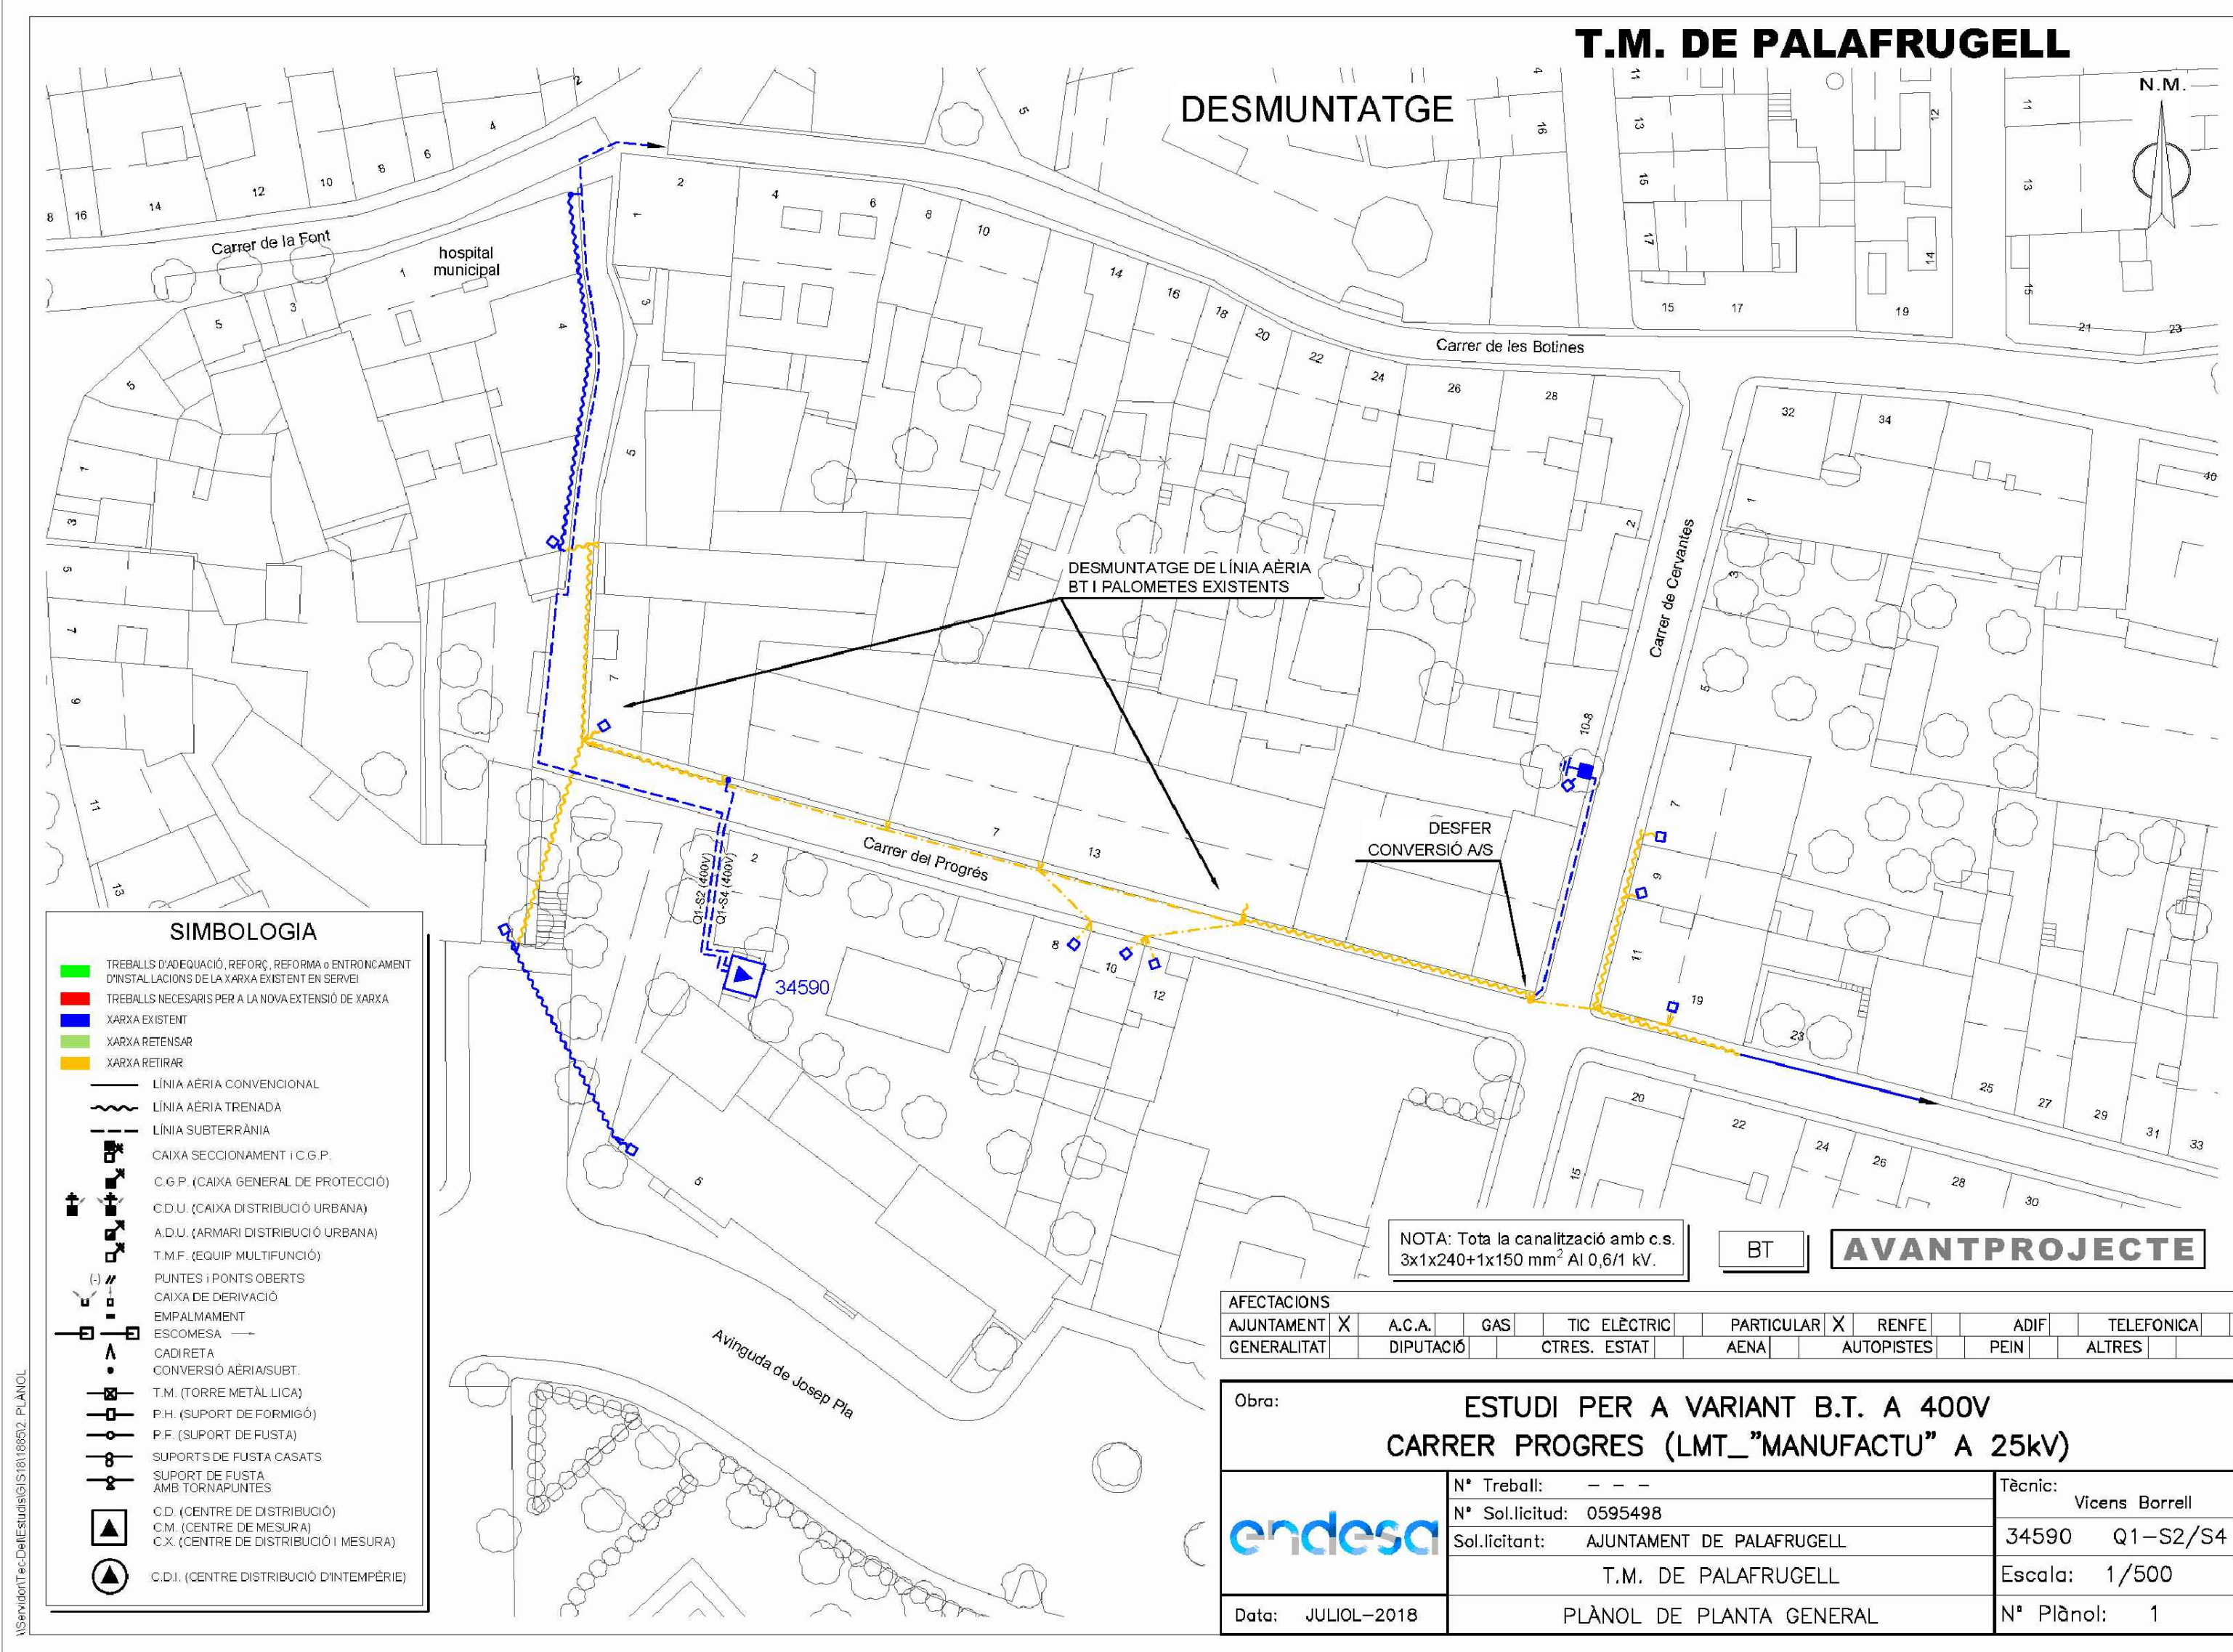 T.M. DE PALAFRUGELL
DESMUNTATGE
N.M.
Carrer de la Font
hospital
municipal
Carrer de les Botines
Carrer de Cervantes
DESMUNTATGE DE LÍNIA AÈRIA
BT I PALOMETES EXISTENTS
DESFER
CONVERSIÓ A/S
Carrer del Progrés
Q1-S2 (400V)
Q1-S4 (400V)
34590
10-8
Avinguda de Josep Pla
SIMBOLOGIA
TREBALLS D'ADEQUACIÓ, REFORÇ, REFORMA o ENTRONCAMENT
D'INSTAL.LACIONS DE LA XARXA EXISTENT EN SERVEI
TREBALLS NECESARIS PER A LA NOVA EXTENSIÓ DE XARXA
XARXA EXISTENT
XARXA RETENSAR
XARXA RETIRAR
LÍNIA AÈRIA CONVENCIONAL
LÍNIA AÈRIA TRENADA
LÍNIA SUBTERRÀNIA
CAIXA SECCIONAMENT i C.G.P.
C.G.P. (CAIXA GENERAL DE PROTECCIÓ)
C.D.U. (CAIXA DISTRIBUCIÓ URBANA)
A.D.U. (ARMARI DISTRIBUCIÓ URBANA)
T.M.F. (EQUIP MULTIFUNCIÓ)
(-) PUNTES i PONTS OBERTS
CAIXA DE DERIVACIÓ
EMPALMAMENT
ESCOMESA
CADIRETA
CONVERSIÓ AÈRIA/SUBT.
T.M. (TORRE METÀL.LICA)
P.H. (SUPORT DE FORMIGÓ)
P.F. (SUPORT DE FUSTA)
SUPORTS DE FUSTA CASATS
SUPORT DE FUSTA
AMB TORNAPUNTES
C.D. (CENTRE DE DISTRIBUCIÓ)
C.M. (CENTRE DE MESURA)
C.X. (CENTRE DE DISTRIBUCIÓ I MESURA)
C.D.I. (CENTRE DISTRIBUCIÓ D'INTEMPÈRIE)
NOTA: Tota la canalització amb c.s.
3x1x240+1x150 mm² Al 0,6/1 kV.
BT
AVANTPROJECTE
AFECTACIONS
AJUNTAMENT X A.C.A. GAS TIC ELÈCTRIC PARTICULAR X RENFE ADIF TELEFONICA
GENERALITAT DIPUTACIÓ CTRES. ESTAT AENA AUTOPISTES PEIN ALTRES
Obra:
ESTUDI PER A VARIANT B.T. A 400V
CARRER PROGRES (LMT_"MANUFACTU" A 25kV)
endesa
Nº Treball: - - -
Nº Sol.licitud: 0595498
Sol.licitant: AJUNTAMENT DE PALAFRUGELL
T.M. DE PALAFRUGELL
Data: JULIOL-2018
PLÀNOL DE PLANTA GENERAL
Tècnic:
Vicens Borrell
34590 Q1-S2/S4
Escala: 1/500
Nº Plànol: 1